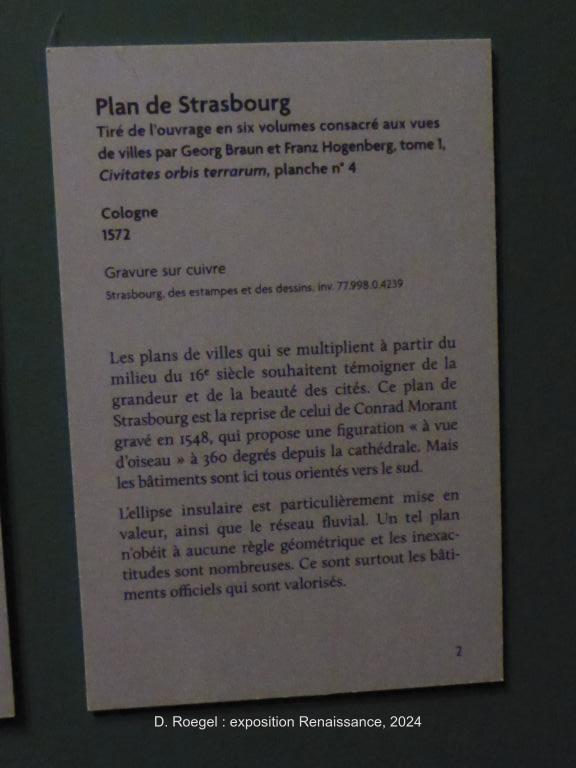 Plan de Strasbourg
Tiré de l'ouvrage en six volumes consacré aux vues
de villes par Georg Braun et Franz Hogenberg, tome 1,
Civitates orbis terrarum, planche n° 4
Cologne
1572
Gravure sur cuivre
Strasbourg, des estampes et des dessins, inv. 77.998.0.4239
Les plans de villes qui se multiplient à partir du
milieu du 16e siècle souhaitent témoigner de la
grandeur et de la beauté des cités. Ce plan de
Strasbourg est la reprise de celui de Conrad Morant
gravé en 1548, qui propose une figuration « à vue
d'oiseau » à 360 degrés depuis la cathédrale. Mais
les bâtiments sont ici tous orientés vers le sud.
L'ellipse insulaire est particulièrement mise en
valeur, ainsi que le réseau fluvial. Un tel plan
n'obéit à aucune règle géométrique et les inexac-
titudes sont nombreuses. Ce sont surtout les bâti-
ments officiels qui sont valorisés.
2
D. Roegel : exposition Renaissance, 2024